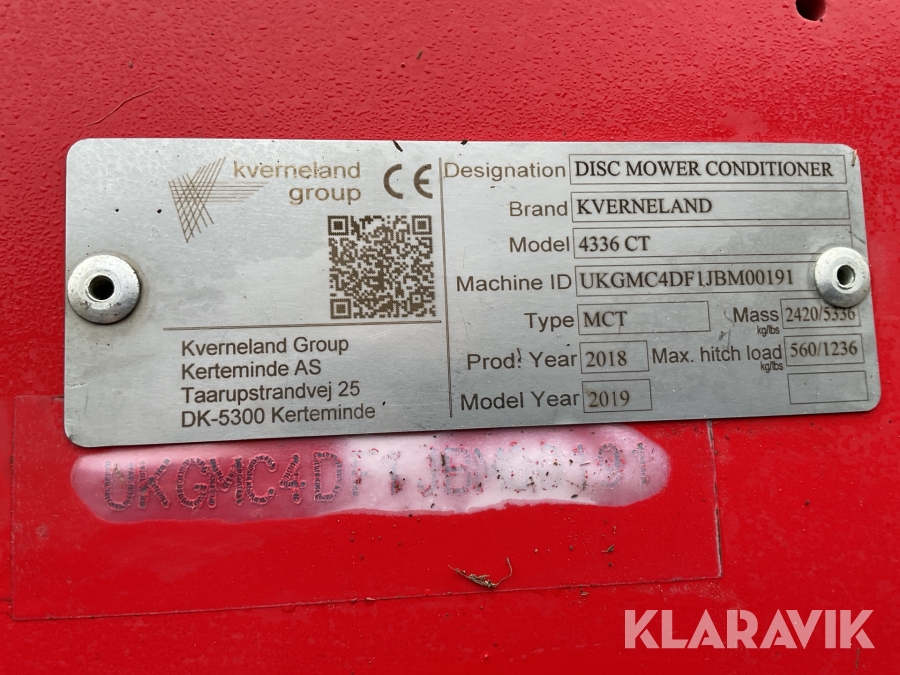 kverneland
group
CE
Kverneland Group
Kerteminde AS
Taarupstrandvej 25
DK-5300 Kerteminde
Designation DISC MOWER CONDITIONER
Brand KVERNELAND
Model 4336 CT
Machine ID UKGMC4DF1JBM00191
Type MCT Mass kg/lbs 2420/5336
Prod. Year 2018 Max. hitch load kg/lbs 560/1236
Model Year 2019
UKGMC4DF1JBM00191
KLARAVIK